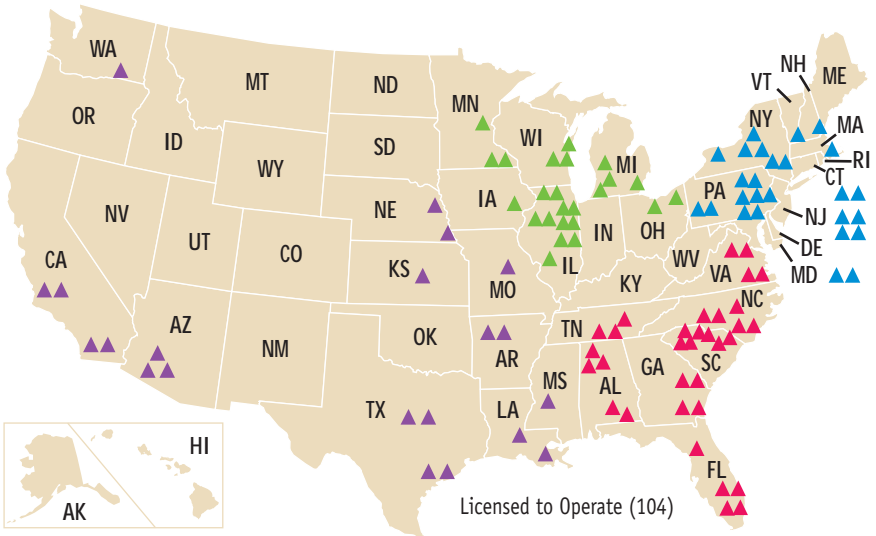 WA
MT
ND
MN
VT
NH
ME
OR
ID
WY
SD
WI
MI
NY
MA
RI
CT
NV
UT
CO
NE
IA
IL
IN
OH
PA
NJ
DE
MD
CA
AZ
NM
KS
OK
MO
KY
WV
VA
NC
TN
SC
AR
MS
AL
GA
TX
LA
FL
HI
AK
Licensed to Operate (104)